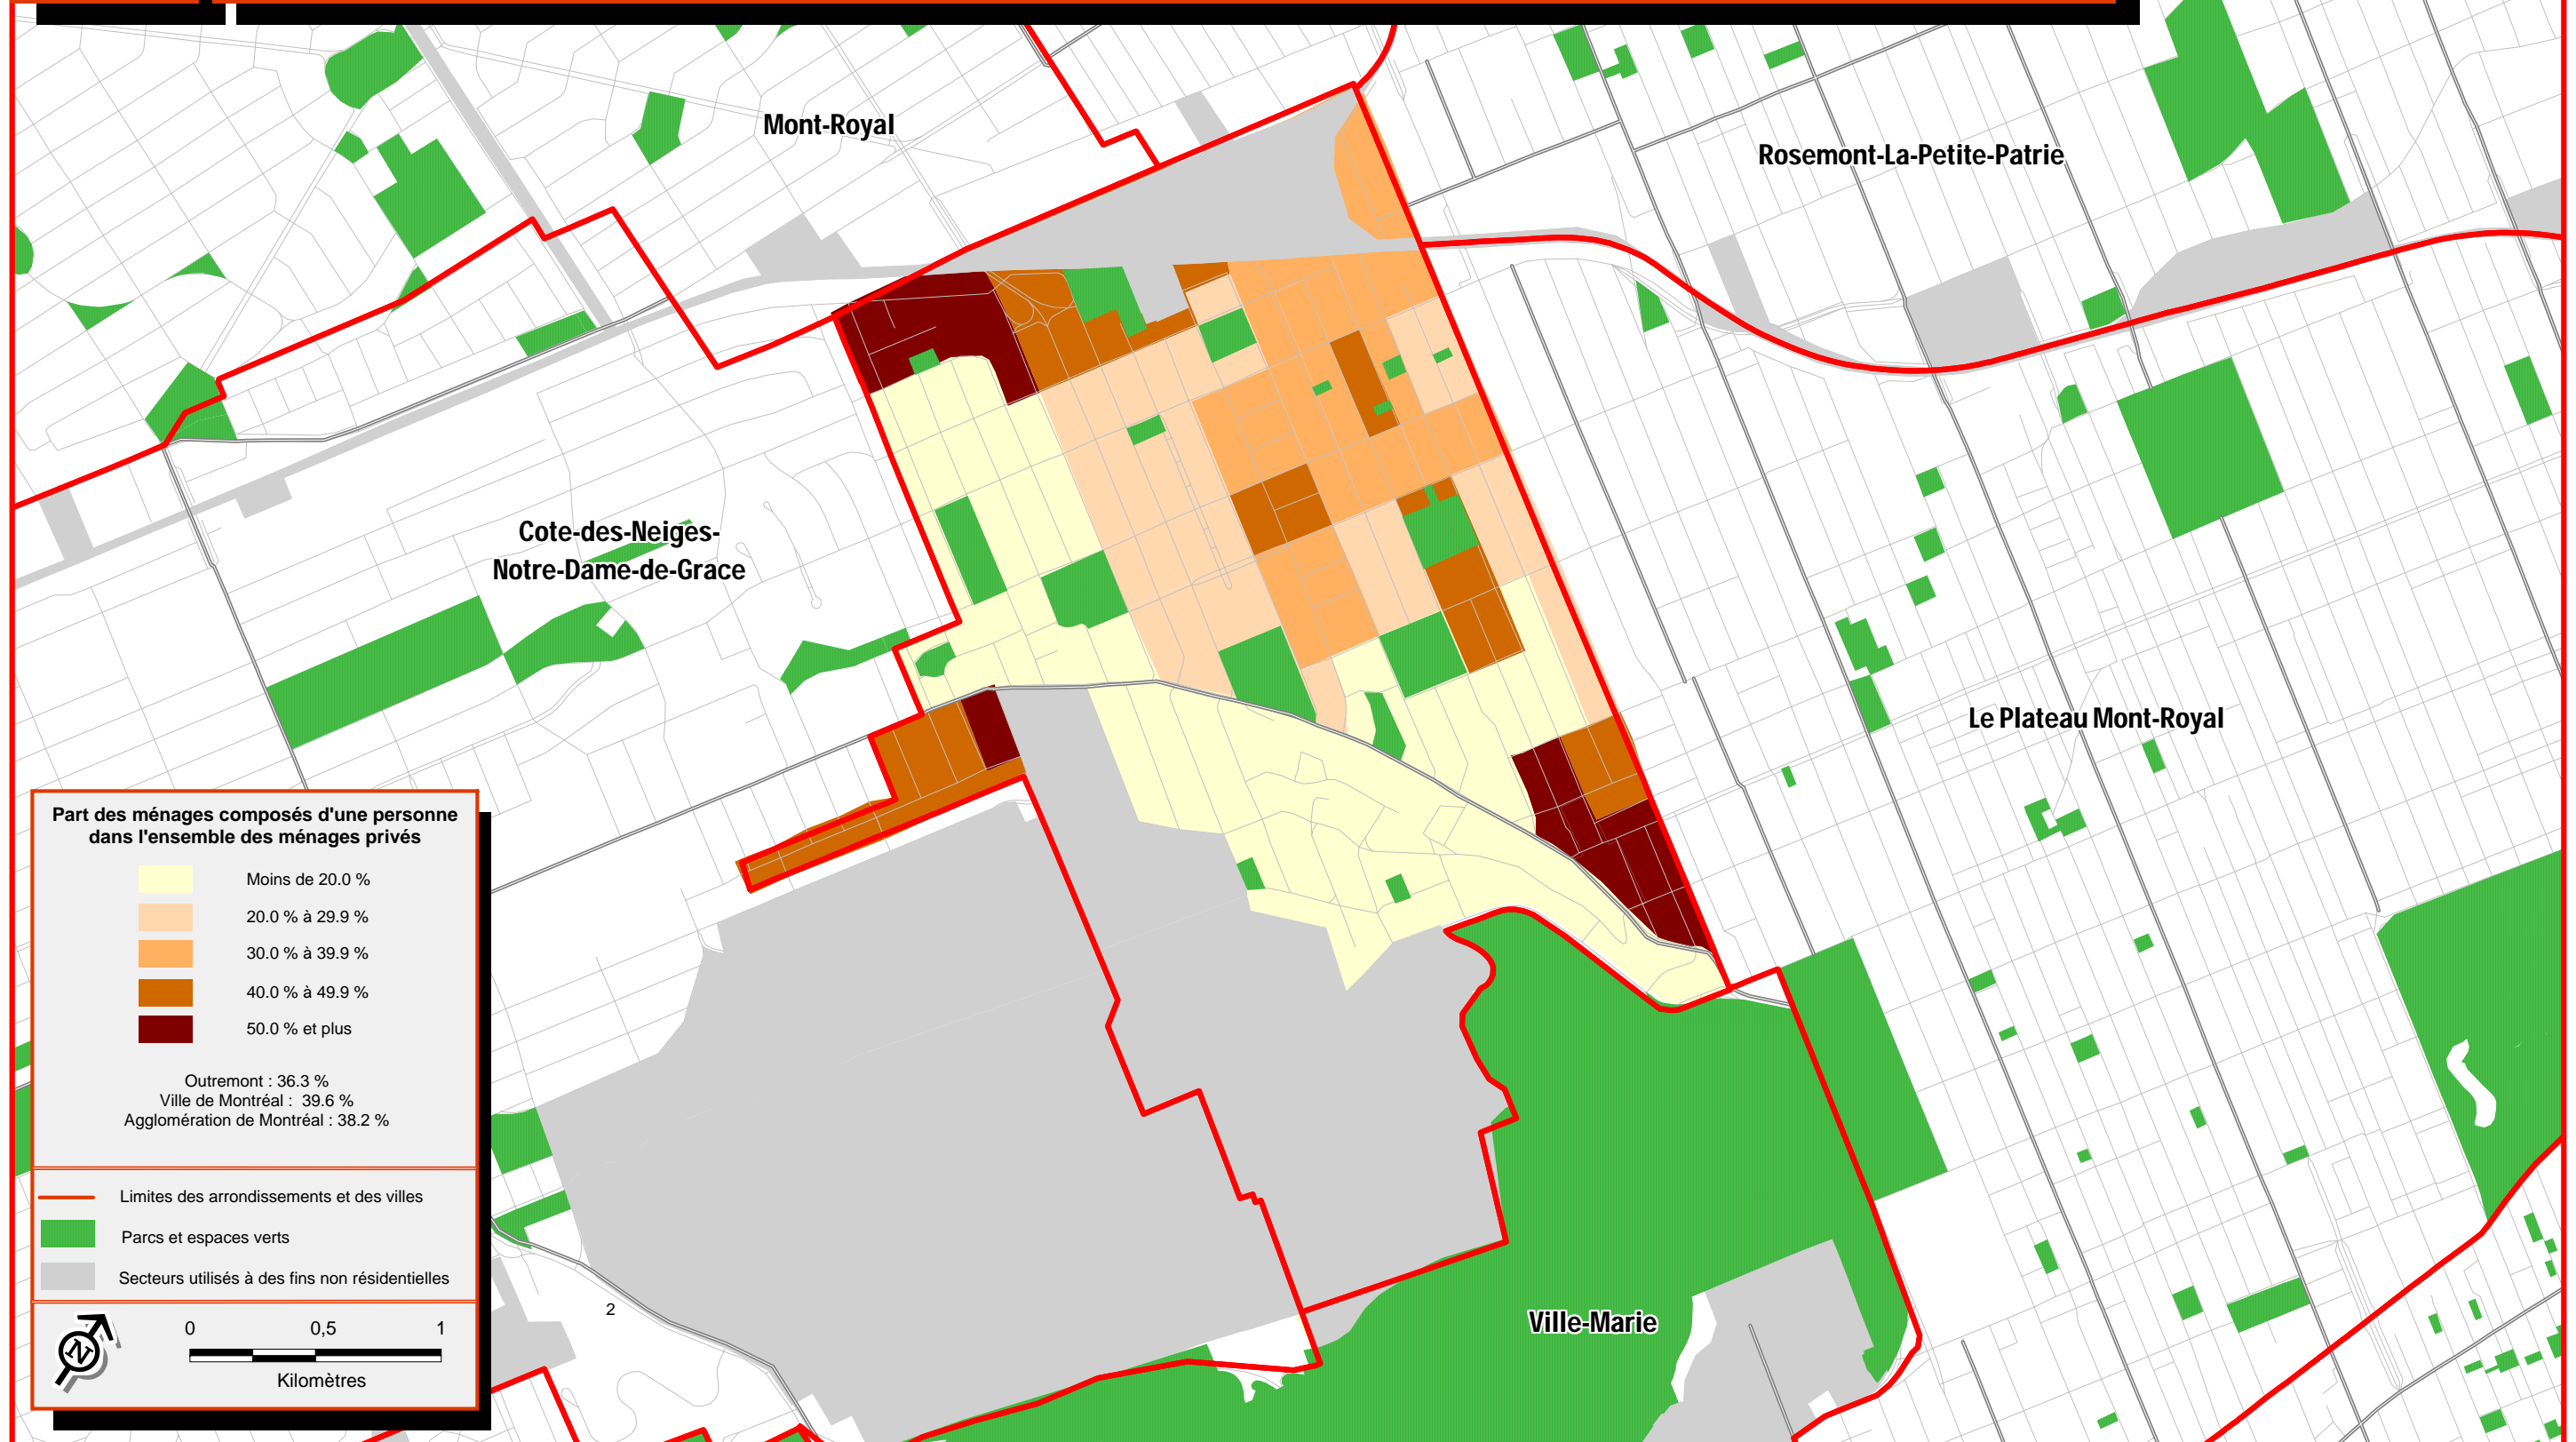 Mont-Royal
Rosemont-La-Petite-Patrie
Cote-des-Neiges-
Notre-Dame-de-Grace
Le Plateau Mont-Royal
Ville-Marie
Part des ménages composés d'une personne
dans l'ensemble des ménages privés
Moins de 20.0 %
20.0 % à 29.9 %
30.0 % à 39.9 %
40.0 % à 49.9 %
50.0 % et plus
Outremont : 36.3 %
Ville de Montréal : 39.6 %
Agglomération de Montréal : 38.2 %
Limites des arrondissements et des villes
Parcs et espaces verts
Secteurs utilisés à des fins non résidentielles
2
N
0 0,5 1
Kilomètres